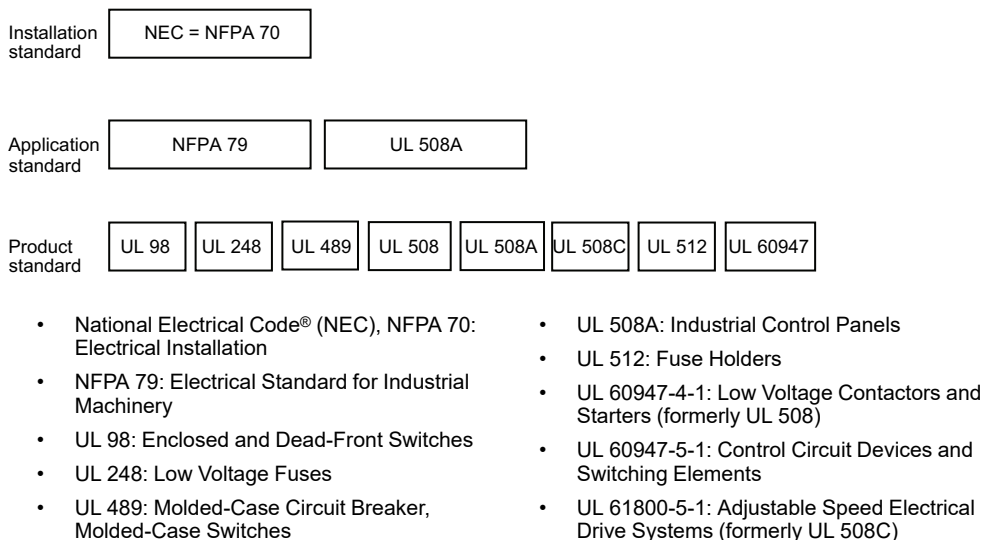 Installation
standard
NEC = NFPA 70
Application
standard
NFPA 79
UL 508A
Product
standard
UL 98
UL 248
UL 489
UL 508
UL 508A
UL 508C
UL 512
UL 60947
• National Electrical Code® (NEC), NFPA 70:
Electrical Installation
• NFPA 79: Electrical Standard for Industrial
Machinery
• UL 98: Enclosed and Dead-Front Switches
• UL 248: Low Voltage Fuses
• UL 489: Molded-Case Circuit Breaker,
Molded-Case Switches
• UL 508A: Industrial Control Panels
• UL 512: Fuse Holders
• UL 60947-4-1: Low Voltage Contactors and
Starters (formerly UL 508)
• UL 60947-5-1: Control Circuit Devices and
Switching Elements
• UL 61800-5-1: Adjustable Speed Electrical
Drive Systems (formerly UL 508C)